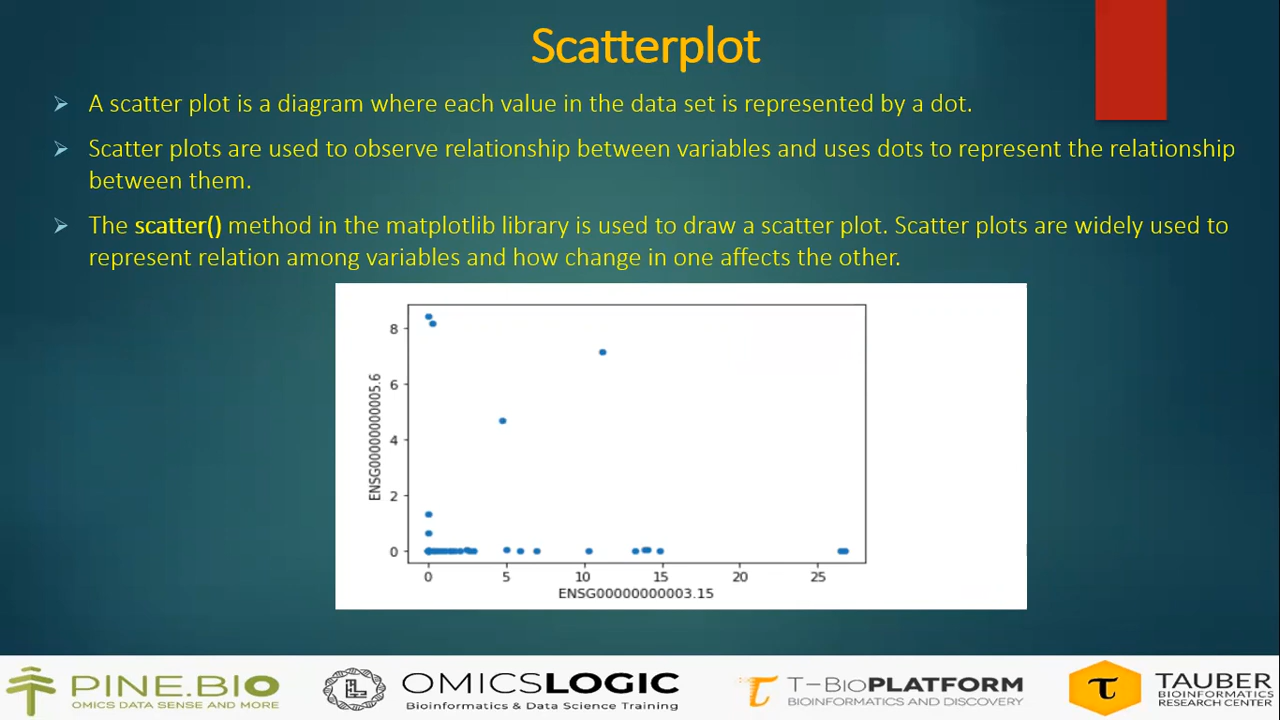 Scatterplot
➢ A scatter plot is a diagram where each value in the data set is represented by a dot.
➢ Scatter plots are used to observe relationship between variables and uses dots to represent the relationship
between them.
➢ The scatter() method in the matplotlib library is used to draw a scatter plot. Scatter plots are widely used to
represent relation among variables and how change in one affects the other.
8
6
4
2
0
ENSG00000000005.6
0 5 10 15 20 25
ENSG00000000003.15
PINE.BIO
OMICS DATA SENSE AND MORE
OMICSLOGIC
Bioinformatics & Data Science Training
T-BioPLATFORM
BIOINFORMATICS AND DISCOVERY
TAUBER
BIOINFORMATICS
RESEARCH CENTER